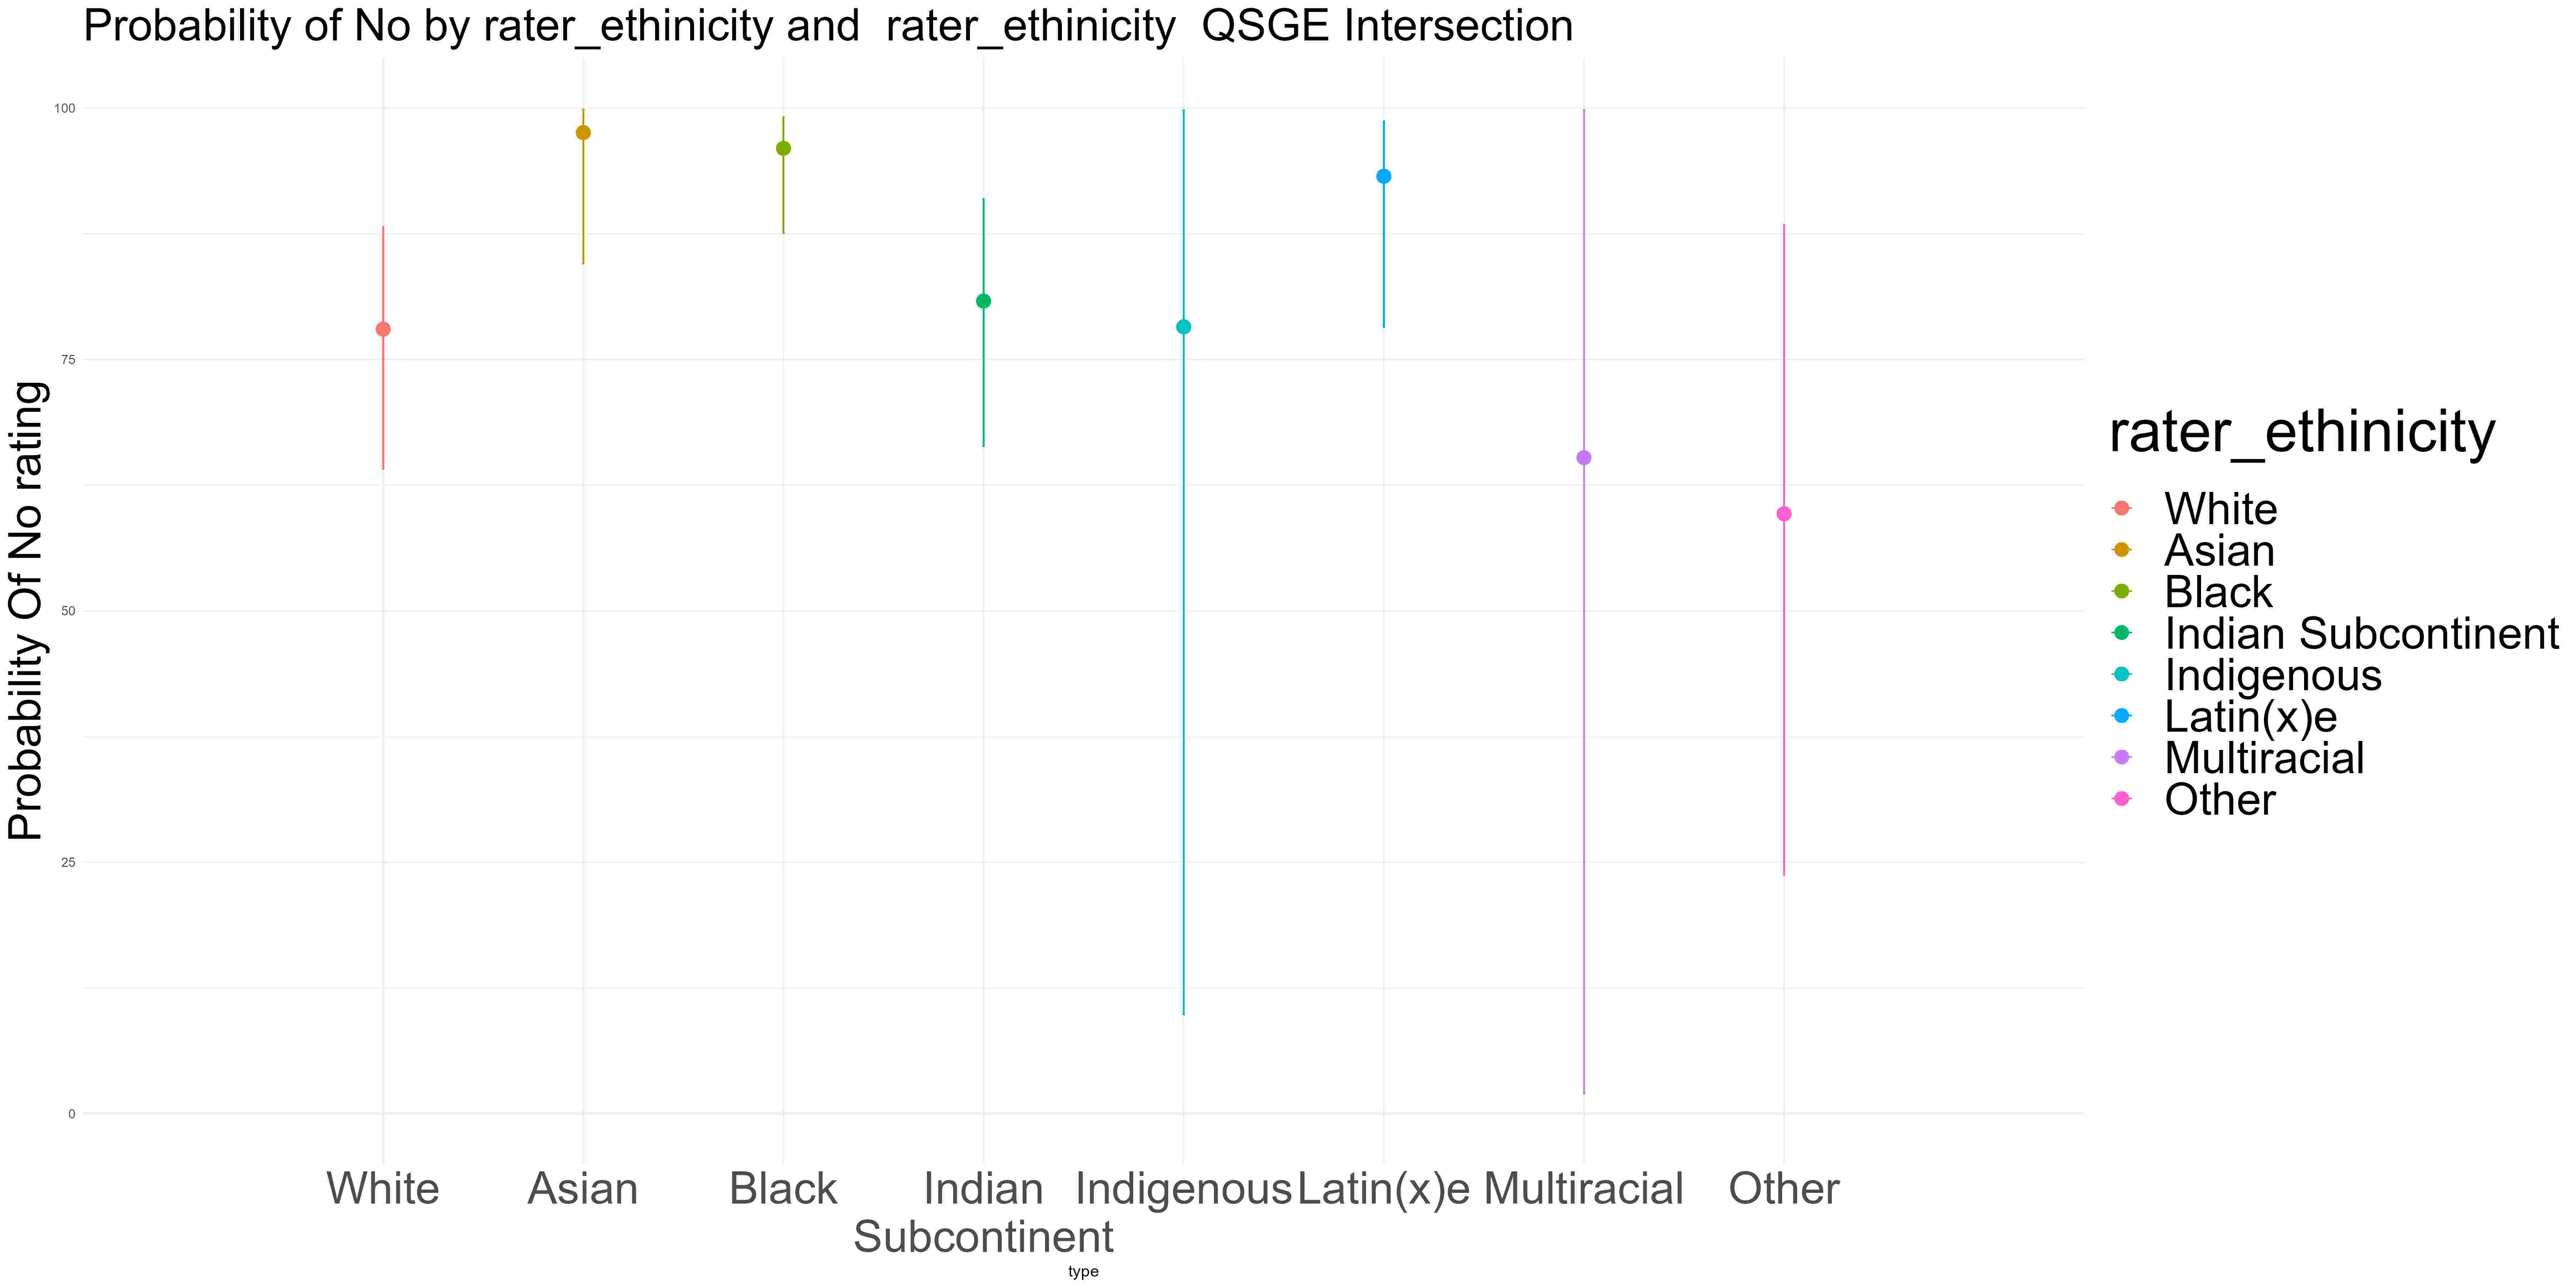 Probability of No by rater_ethinicity and  rater_ethinicity  QSGE Intersection
Probability Of No rating
100
75
50
25
0
White
Asian
Black
Indian
Subcontinent
Indigenous
Latin(x)e
Multiracial
Other
type
rater_ethinicity
White
Asian
Black
Indian Subcontinent
Indigenous
Latin(x)e
Multiracial
Other